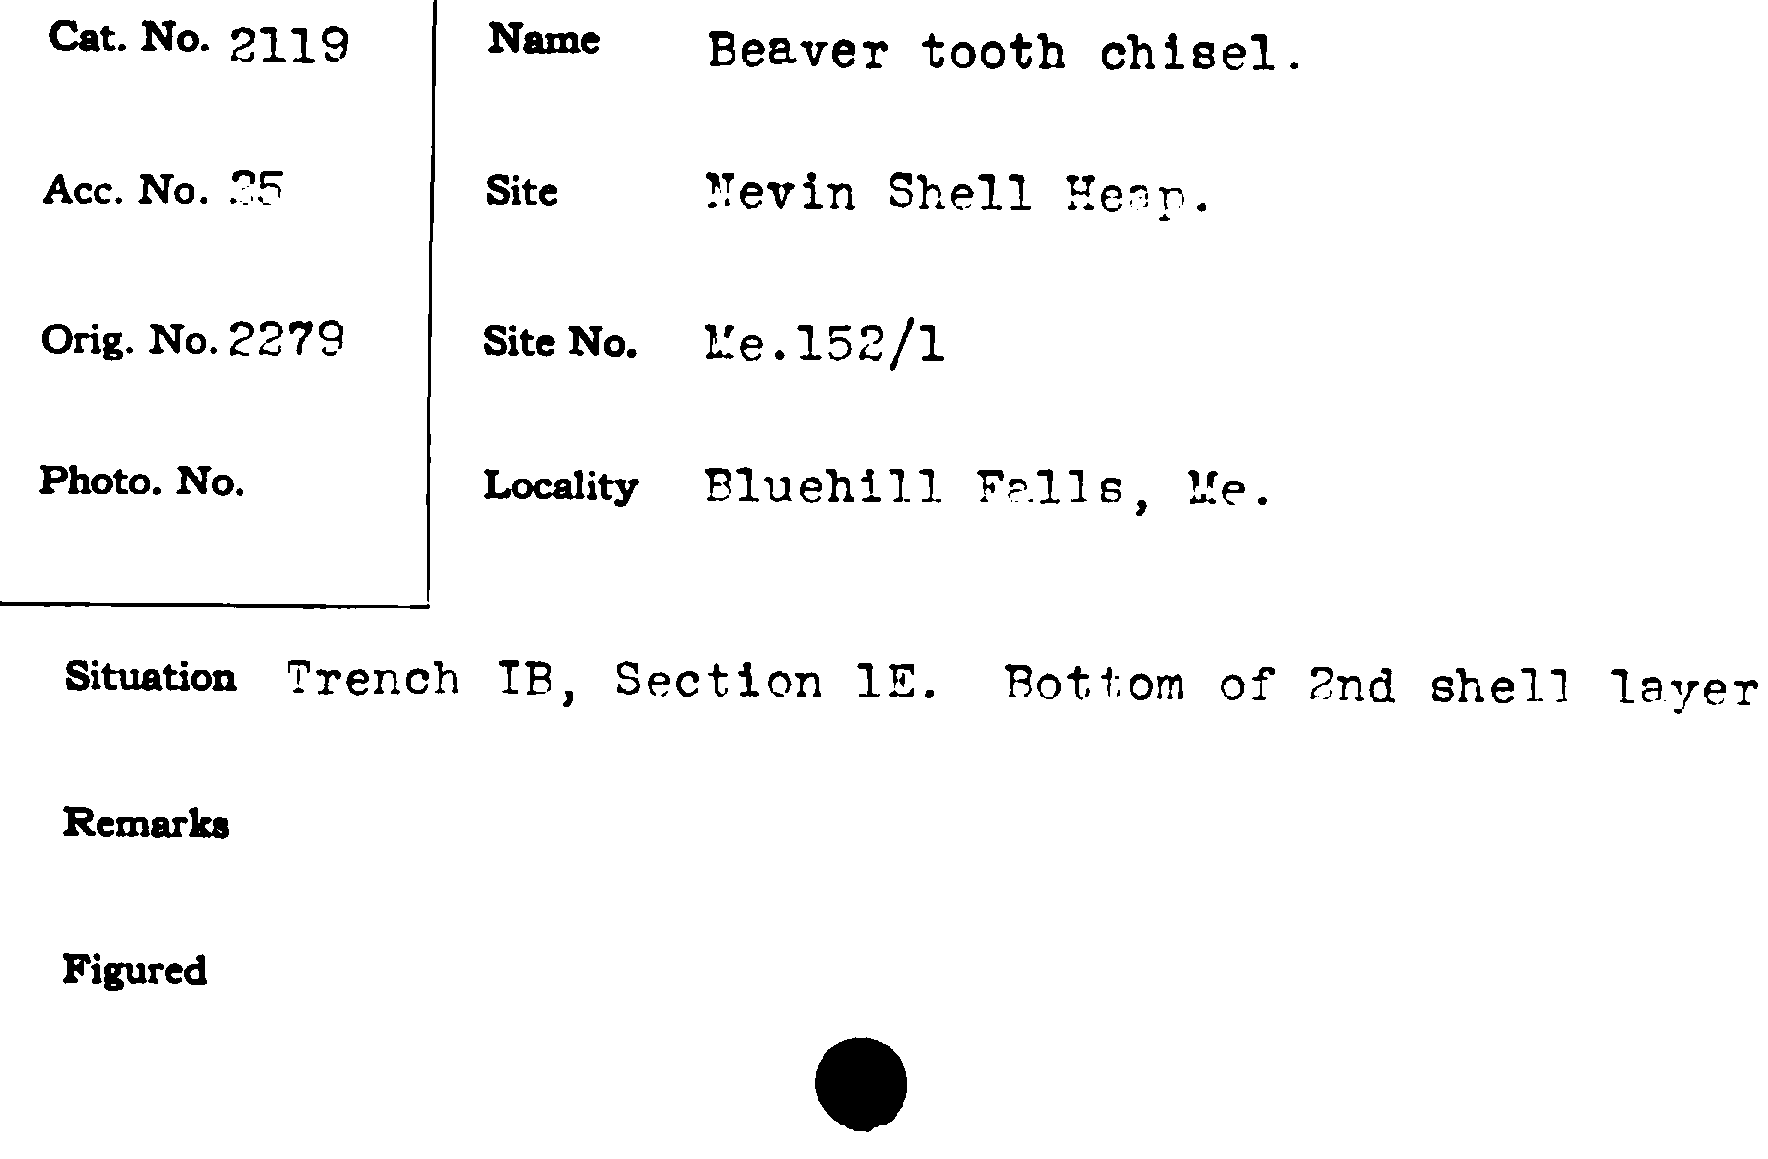 Cat. No. 2119 Name Beaver tooth chisel.
Acc. No. 35 Site Nevin Shell Heap.
Orig. No. 2279 Site No. Me.152/1
Photo. No. Locality Bluehill Falls, Me.
Situation Trench IB, Section 1E. Bottom of 2nd shell layer
Remarks
Figured